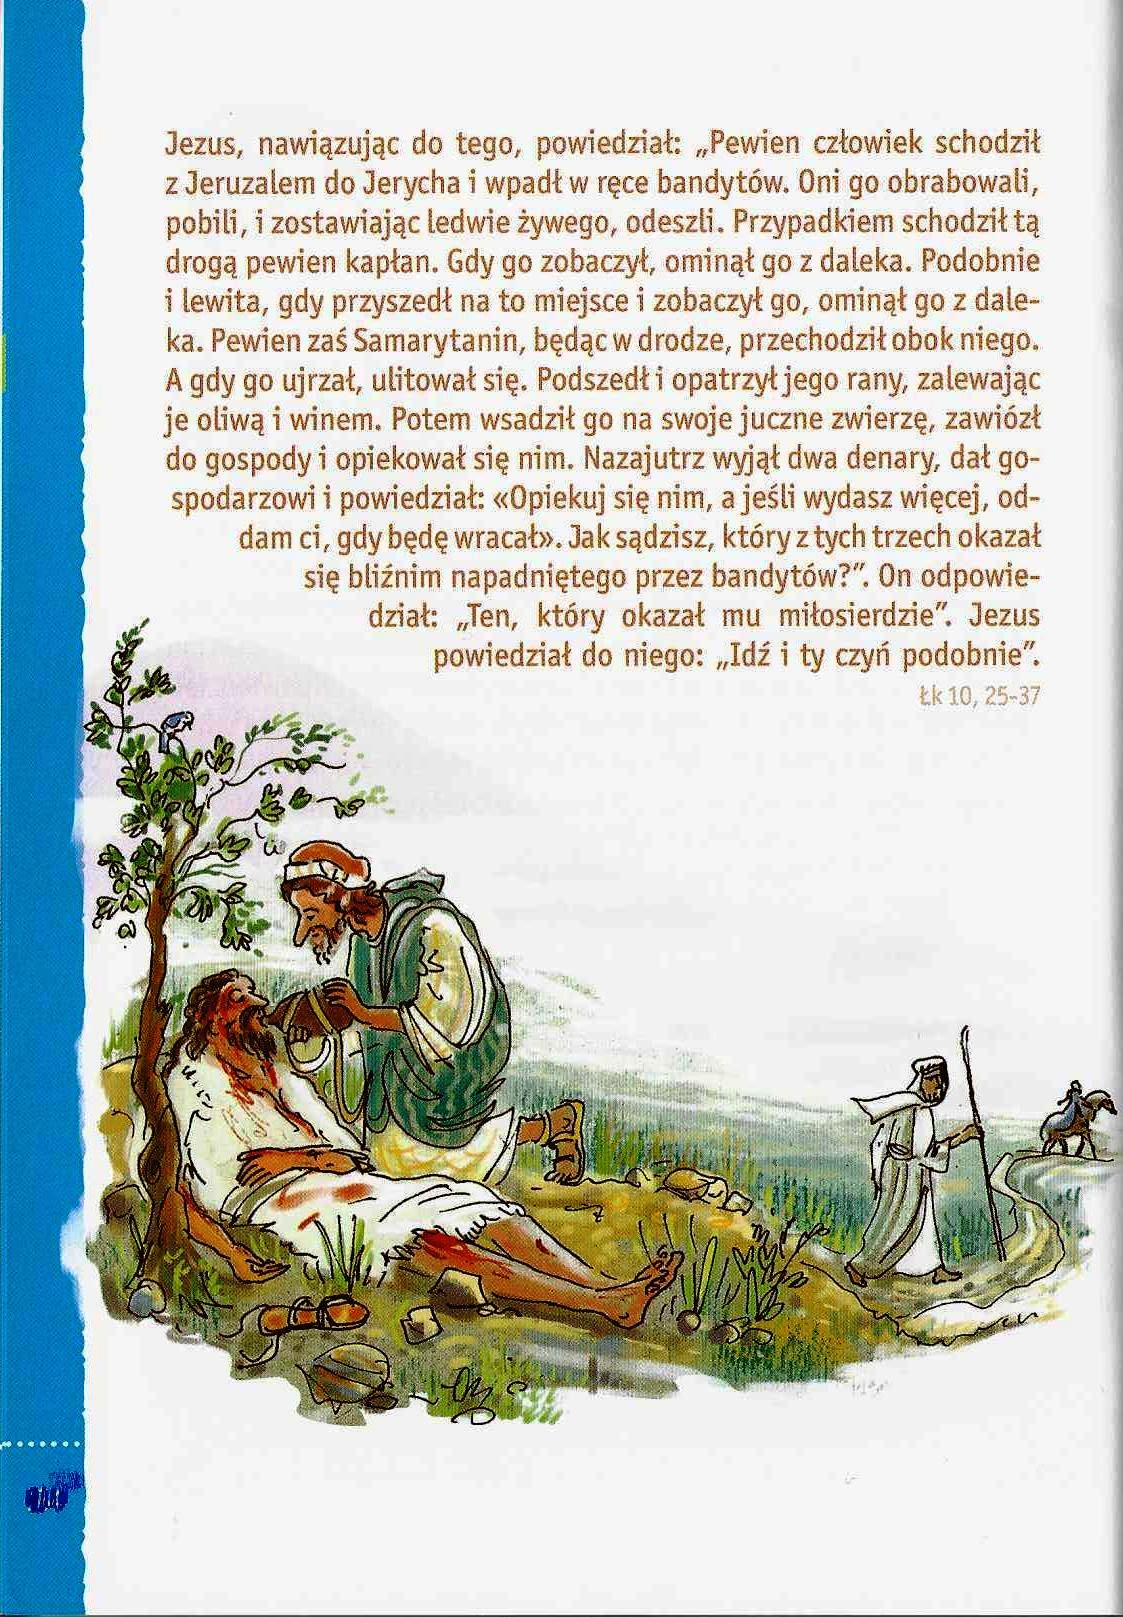 Jezus, nawiązując do tego, powiedział: „Pewien człowiek schodził
z Jeruzalem do Jerycha i wpadł w ręce bandytów. Oni go obrabowali,
pobili, i zostawiając ledwie żywego, odeszli. Przypadkiem schodził tą
drogą pewien kapłan. Gdy go zobaczył, ominął go z daleka. Podobnie
i lewita, gdy przyszedł na to miejsce i zobaczył go, ominął go z dale-
ka. Pewien zaś Samarytanin, będąc w drodze, przechodził obok niego.
A gdy go ujrzał, ulitował się. Podszedł i opatrzył jego rany, zalewając
je oliwą i winem. Potem wsadził go na swoje juczne zwierzę, zawiózł
do gospody i opiekował się nim. Nazajutrz wyjął dwa denary, dał go-
spodarzowi i powiedział: «Opiekuj się nim, a jeśli wydasz więcej, od-
dam ci, gdy będę wracał». Jak sądzisz, który z tych trzech okazał
się bliźnim napadniętego przez bandytów?”. On odpowie-
dział: „Ten, który okazał mu miłosierdzie”. Jezus
powiedział do niego: „Idź i ty czyń podobnie”.
Łk 10, 25-37